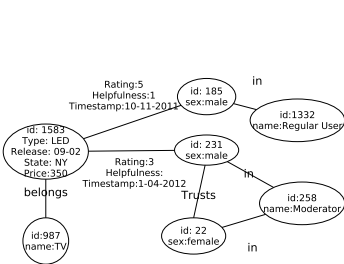 Rating:5
Helpfulness:1
Timestamp:10-11-2011
id: 185
sex:male
in
id:1332
name:Regular User
id: 1583
Type: LED
Release: 09-02
State: NY
Price:350
id: 231
sex:male
Rating:3
Helpfulness:
Timestamp:1-04-2012
in
belongs
Trusts
id:258
name:Moderator
id:987
name:TV
id: 22
sex:female
in